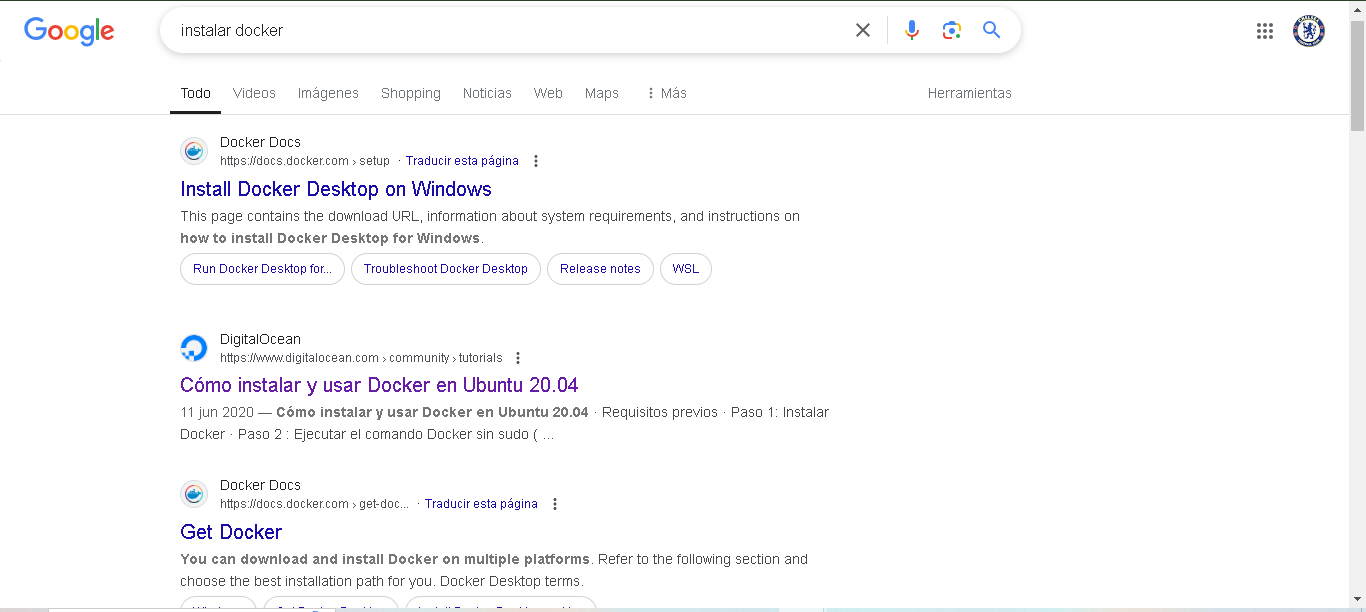 Google
instalar docker
Todo Videos Imágenes Shopping Noticias Web Maps Más Herramientas
Docker Docs
https://docs.docker.com › setup · Traducir esta página
Install Docker Desktop on Windows
This page contains the download URL, information about system requirements, and instructions on
how to install Docker Desktop for Windows.
Run Docker Desktop for... Troubleshoot Docker Desktop Release notes WSL
DigitalOcean
https://www.digitalocean.com › community › tutorials
Cómo instalar y usar Docker en Ubuntu 20.04
11 jun 2020 — Cómo instalar y usar Docker en Ubuntu 20.04 · Requisitos previos · Paso 1: Instalar
Docker · Paso 2 : Ejecutar el comando Docker sin sudo ( ...
Docker Docs
https://docs.docker.com › get-doc... · Traducir esta página
Get Docker
You can download and install Docker on multiple platforms. Refer to the following section and
choose the best installation path for you. Docker Desktop terms.